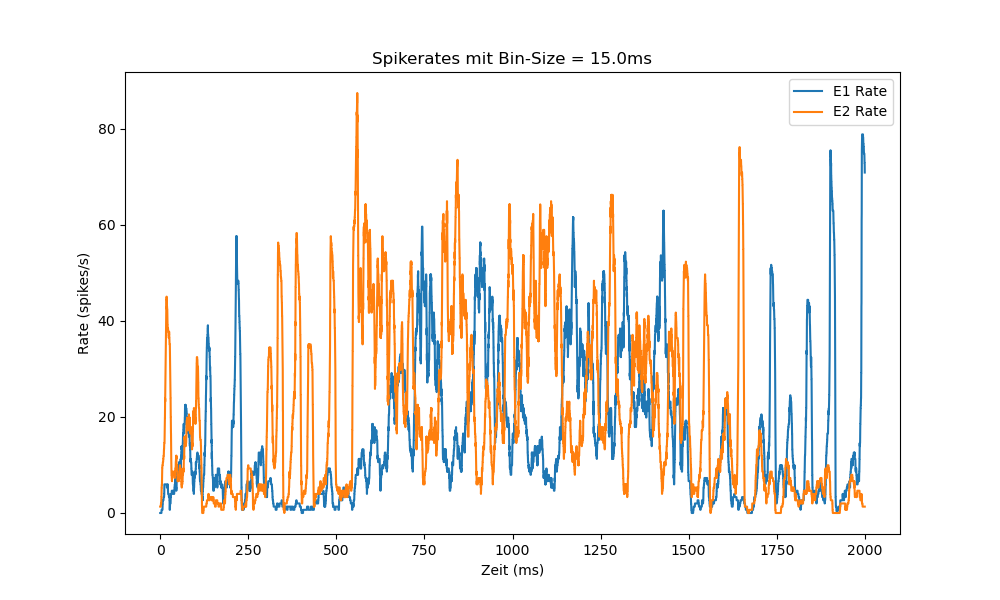 Spikerates mit Bin-Size = 15.0ms
E1 Rate
E2 Rate
Rate (spikes/s)
80
60
40
20
0
0 250 500 750 1000 1250 1500 1750 2000
Zeit (ms)